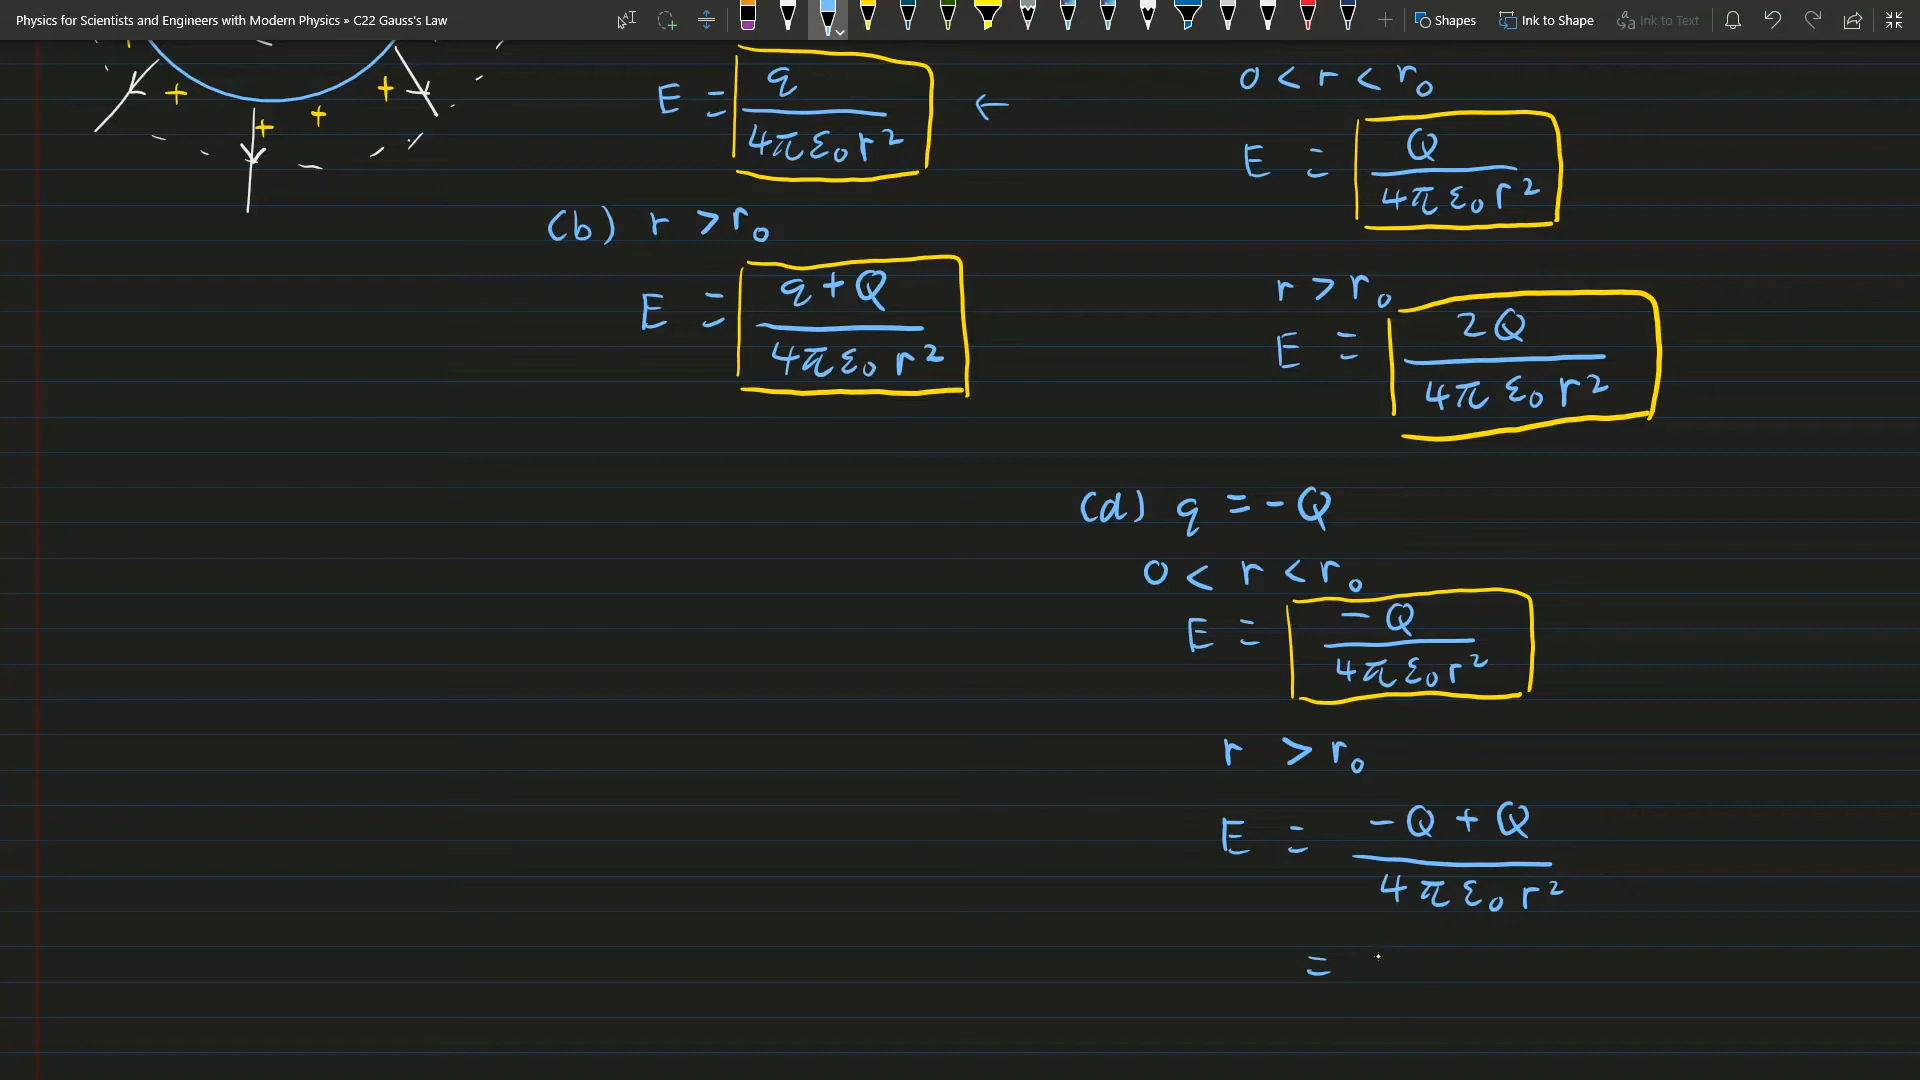 Physics for Scientists and Engineers with Modern Physics » C22 Gauss's Law
Shapes
Ink to Shape
Ink to Text
E = q / 4πε₀r² ←
(b) r > r₀
E = q + Q / 4πε₀r²
0 < r < r₀
E = Q / 4πε₀r²
r > r₀
E = 2Q / 4πε₀r²
(d) q = -Q
0 < r < r₀
E = -Q / 4πε₀r²
r > r₀
E = -Q + Q / 4πε₀r²
=